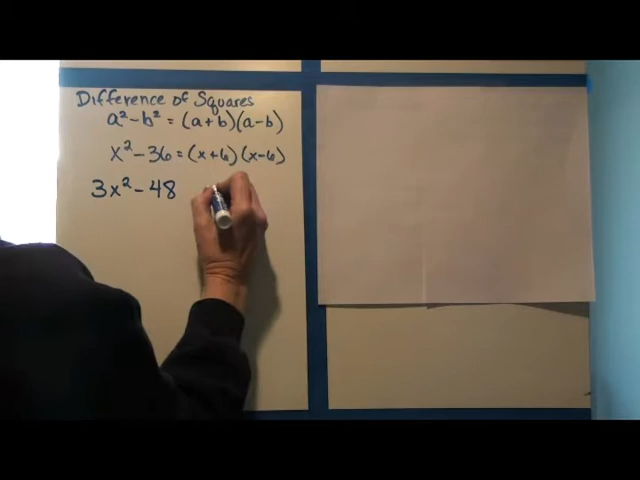 Difference of Squares
a² - b² = (a + b)(a - b)
x² - 36 = (x + 6)(x - 6)
3x² - 48